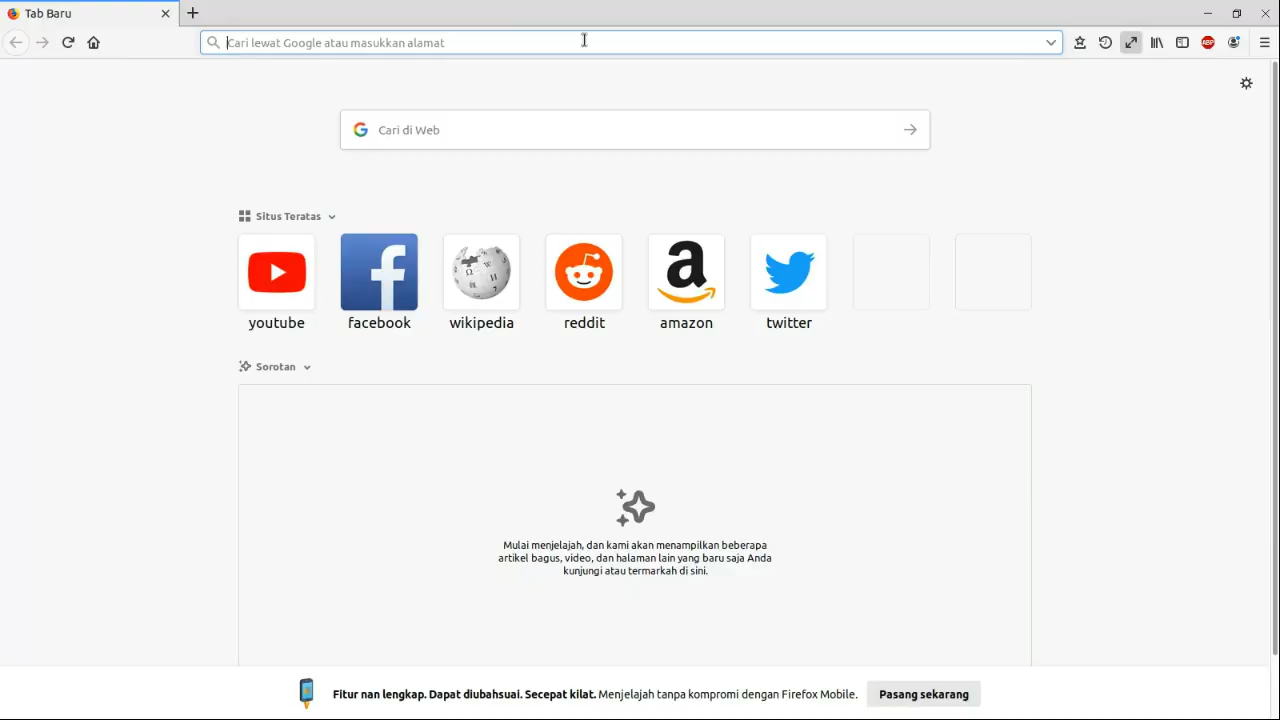 Tab Baru
Cari lewat Google atau masukkan alamat
ABP
Cari di Web
Situs Teratas
youtube
facebook
wikipedia
reddit
amazon
twitter
Sorotan
Mulai menjelajah, dan kami akan menampilkan beberapa
artikel bagus, video, dan halaman lain yang baru saja Anda
kunjungi atau termarkah di sini.
Fitur nan lengkap. Dapat diubahsuai. Secepat kilat. Menjelajah tanpa kompromi dengan Firefox Mobile.
Pasang sekarang